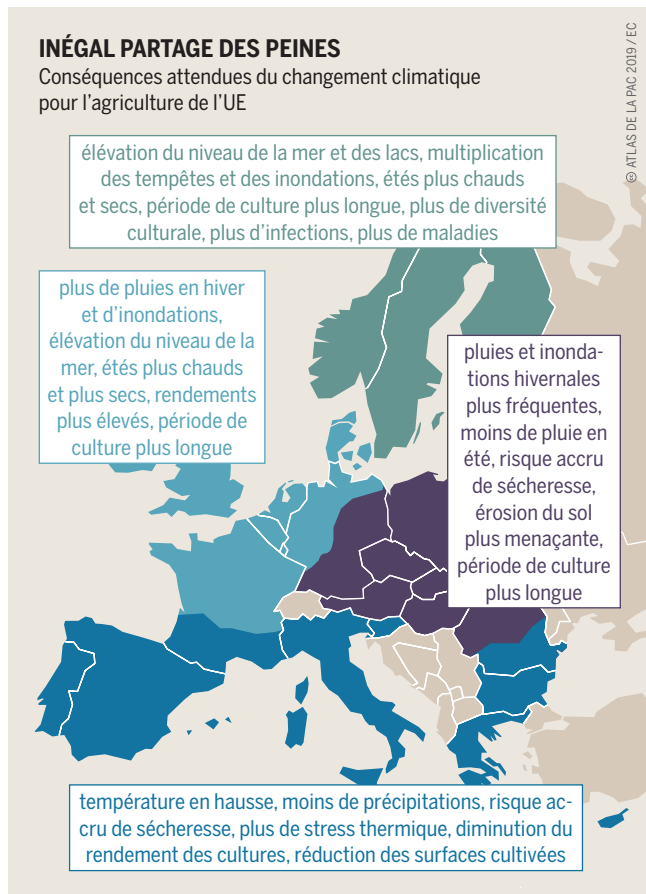 INÉGAL PARTAGE DES PEINES
Conséquences attendues du changement climatique
pour l'agriculture de l'UE
© ATLAS DE LA PAC 2019 / EC
élévation du niveau de la mer et des lacs, multiplication
des tempêtes et des inondations, étés plus chauds
et secs, période de culture plus longue, plus de diversité
culturale, plus d'infections, plus de maladies
plus de pluies en hiver
et d'inondations,
élévation du niveau de la
mer, étés plus chauds
et plus secs, rendements
plus élevés, période de
culture plus longue
pluies et inonda-
tions hivernales
plus fréquentes,
moins de pluie en
été, risque accru
de sécheresse,
érosion du sol
plus menaçante,
période de culture
plus longue
température en hausse, moins de précipitations, risque ac-
cru de sécheresse, plus de stress thermique, diminution du
rendement des cultures, réduction des surfaces cultivées